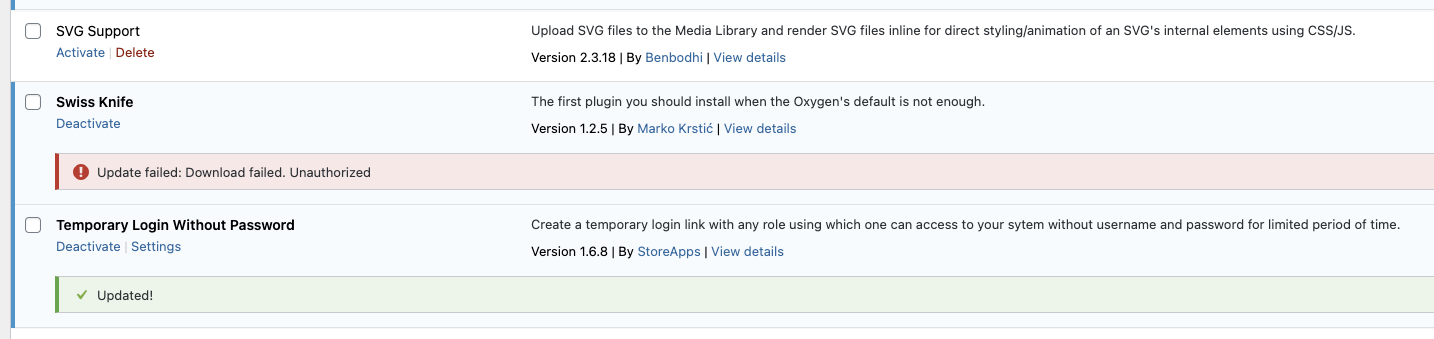 SVG Support
Upload SVG files to the Media Library and render SVG files inline for direct styling/animation of an SVG's internal elements using CSS/JS.
Activate | Delete
Version 2.3.18 | By Benbodhi | View details
Swiss Knife
The first plugin you should install when the Oxygen's default is not enough.
Deactivate
Version 1.2.5 | By Marko Krstić | View details
Update failed: Download failed. Unauthorized
Temporary Login Without Password
Create a temporary login link with any role using which one can access to your sytem without username and password for limited period of time.
Deactivate | Settings
Version 1.6.8 | By StoreApps | View details
Updated!